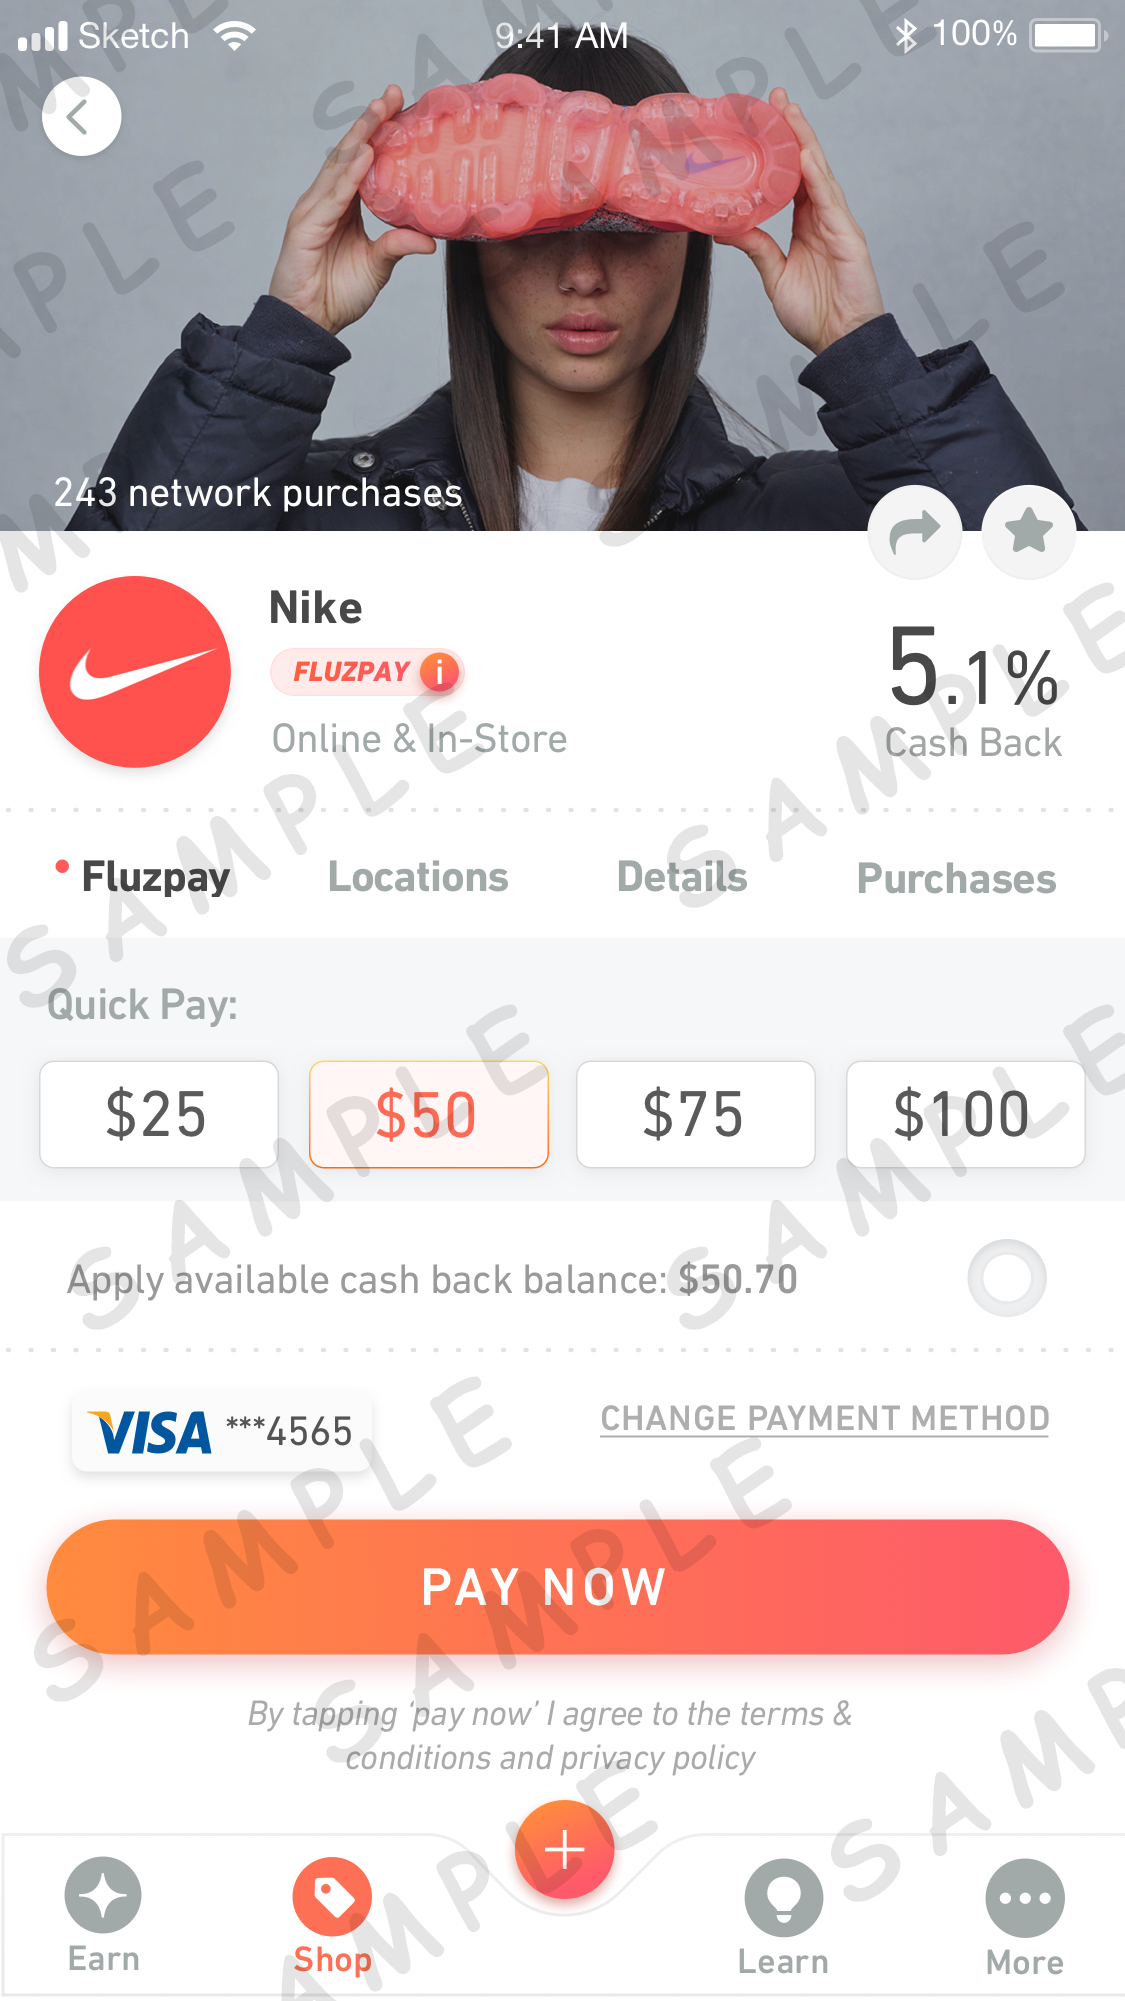 Sketch 9:41 AM 100%
243 network purchases
Nike
FLUZPAY i
Online & In-Store
5.1%
Cash Back
Fluzpay Locations Details Purchases
Quick Pay:
$25 $50 $75 $100
Apply available cash back balance: $50.70
VISA ***4565
CHANGE PAYMENT METHOD
PAY NOW
By tapping ‘pay now’ I agree to the terms &
conditions and privacy policy
Earn Shop Learn More
SAMPLE
SAMPLE
SAMPLE
SAMPLE
SAMPLE
SAMPLE
SAMPLE
SAMPLE